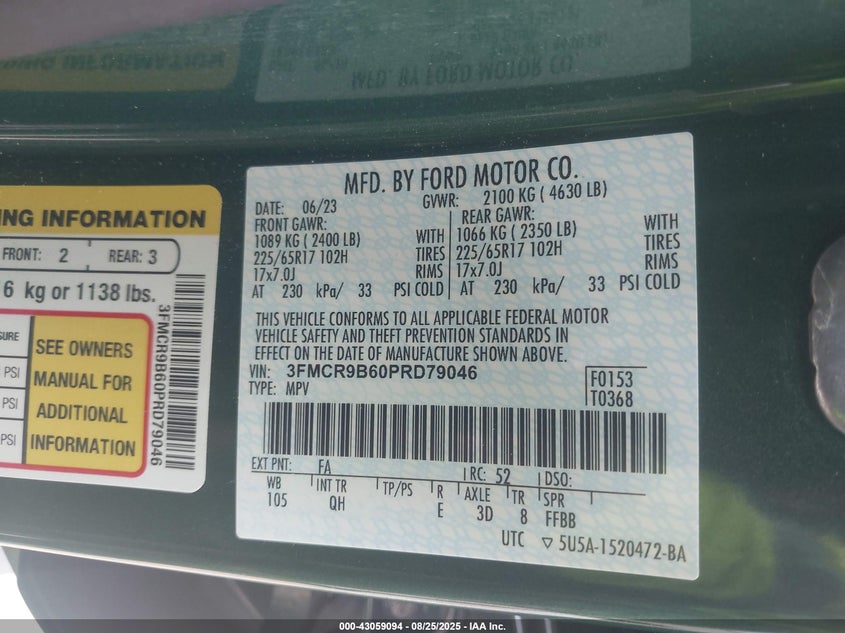 MFD. BY FORD MOTOR CO.
DATE: 06/23 GVWR: 2100 KG ( 4630 LB)
FRONT GAWR: REAR GAWR:
1089 KG ( 2400 LB) WITH 1066 KG ( 2350 LB) WITH
225/65R17 102H TIRES 225/65R17 102H TIRES
17x7.0J RIMS 17x7.0J RIMS
AT 230 kPa/ 33 PSI COLD AT 230 kPa/ 33 PSI COLD
THIS VEHICLE CONFORMS TO ALL APPLICABLE FEDERAL MOTOR
VEHICLE SAFETY AND THEFT PREVENTION STANDARDS IN
EFFECT ON THE DATE OF MANUFACTURE SHOWN ABOVE.
VIN: 3FMCR9B60PRD79046
TYPE: MPV
F0153
T0368
EXT PNT: FA RC: 52 DSO:
WB INT TR TP/PS R AXLE TR SPR
105 QH E 3D 8 FFBB
UTC ▽ 5U5A-1520472-BA
ING INFORMATION
FRONT: 2 REAR: 3
6 kg or 1138 lbs.
3FMCR9B60PRD79046
SURE
PSI
PSI
PSI
SEE OWNERS
MANUAL FOR
ADDITIONAL
INFORMATION
MFD. BY FORD MOTOR CO.
INFORMATION
000-43059094 - 08/25/2025 - IAA Inc.